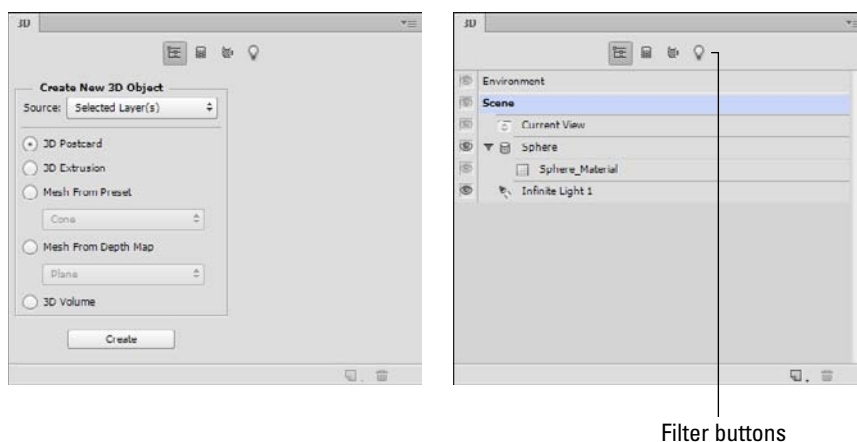 3D
Create New 3D Object
Source: Selected Layer(s)
3D Postcard
3D Extrusion
Mesh From Preset
Cone
Mesh From Depth Map
Plane
3D Volume
Create
3D
Environment
Scene
Current View
Sphere
Sphere_Material
Infinite Light 1
Filter buttons